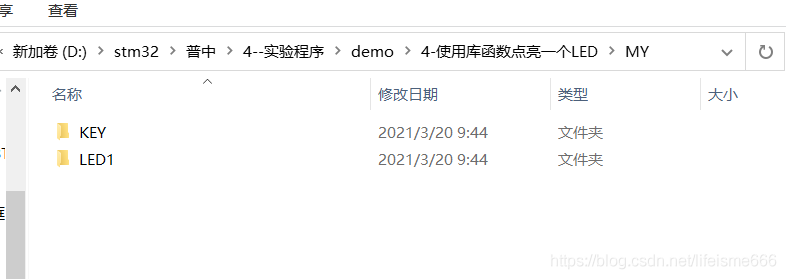 享 查看
新加卷 (D:) stm32 普中 4--实验程序 demo 4-使用库函数点亮一个LED MY
名称 修改日期 类型 大小
KEY 2021/3/20 9:44 文件夹
LED1 2021/3/20 9:44 文件夹
https://blog.csdn.net/lifeisme666